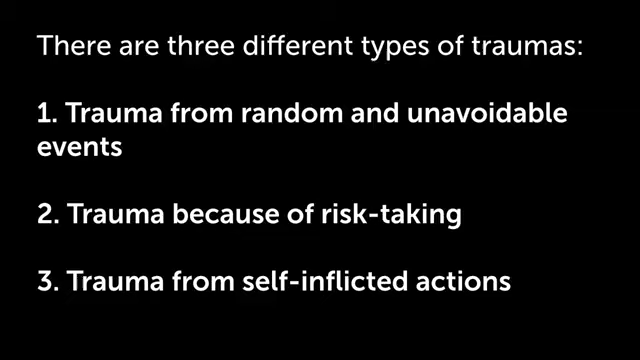 There are three different types of traumas:
1. Trauma from random and unavoidable
events
2. Trauma because of risk-taking
3. Trauma from self-inflicted actions